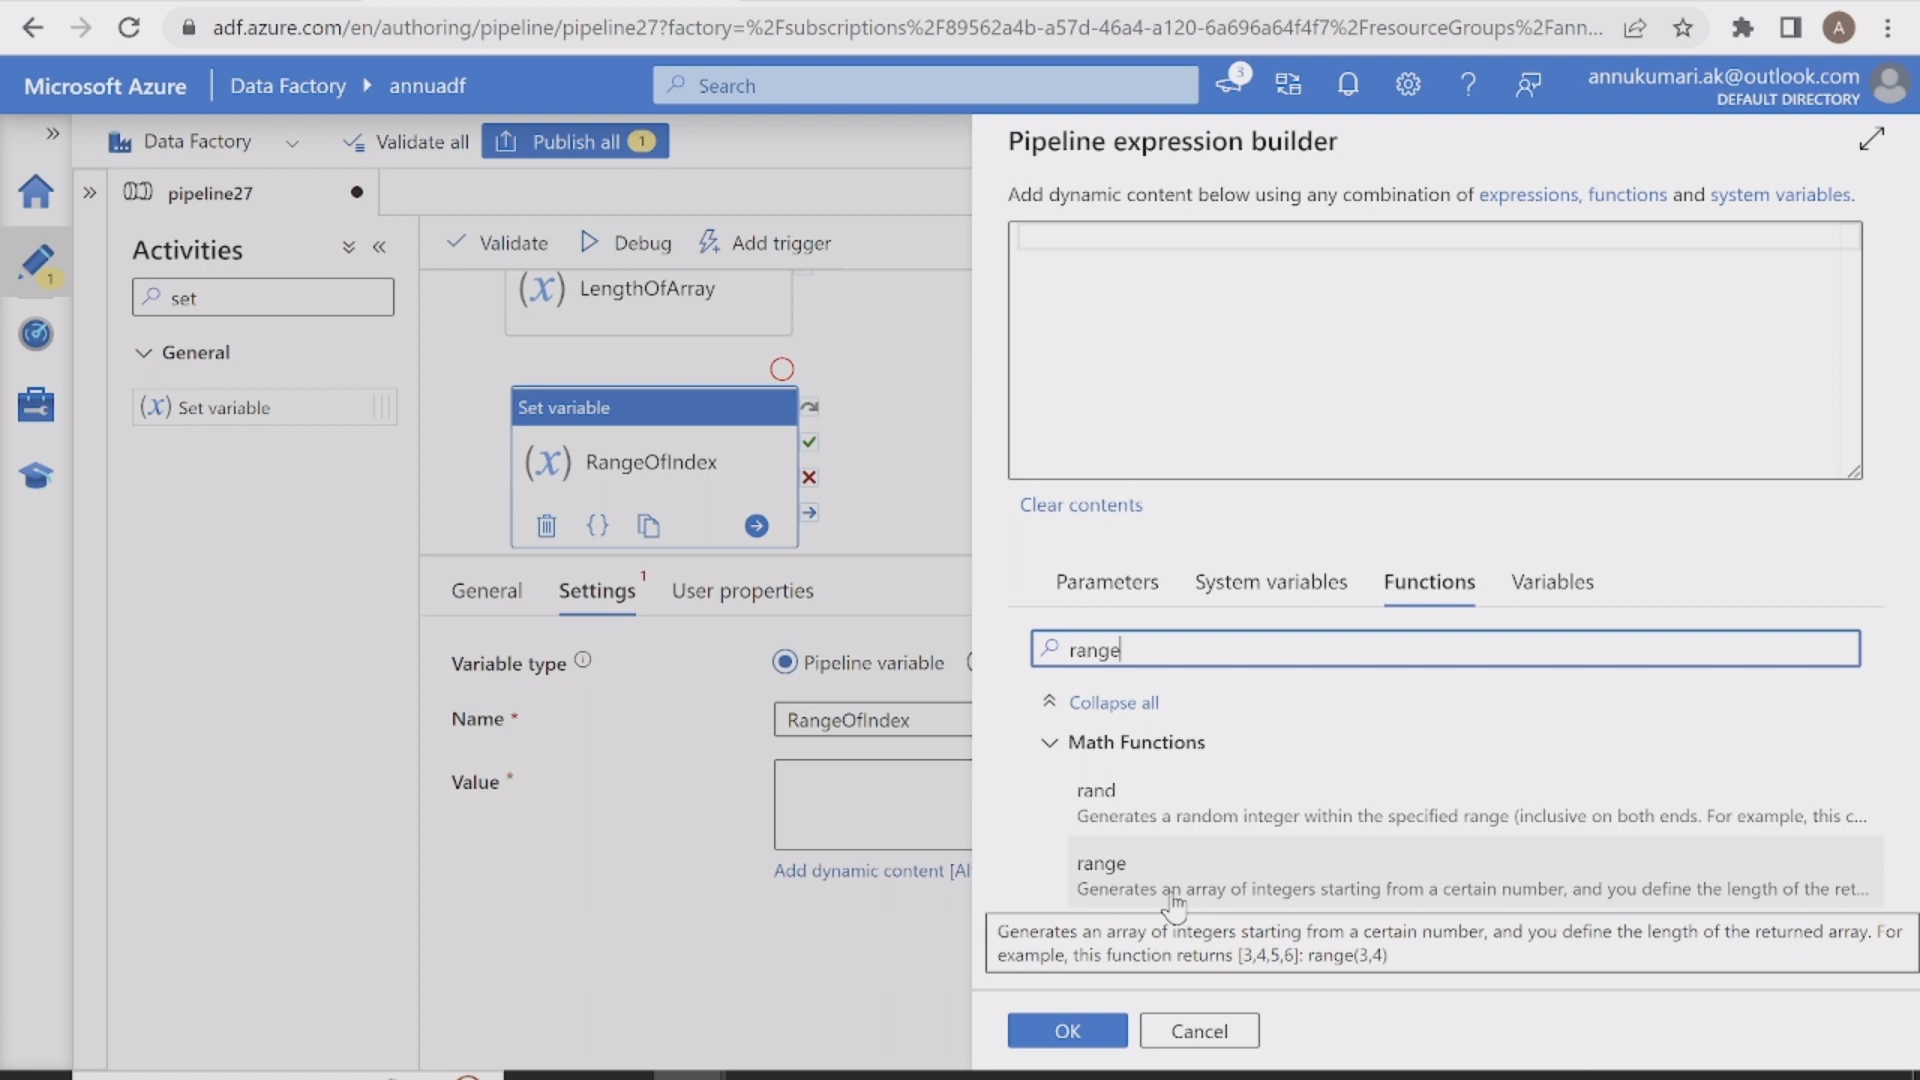 adf.azure.com/en/authoring/pipeline/pipeline27?factory=%2Fsubscriptions%2F89562a4b-a57d-46a4-a120-6a696a64f4f7%2FresourceGroups%2Fann...
A
Microsoft Azure
Data Factory
annuadf
Search
3
annukumari.ak@outlook.com
DEFAULT DIRECTORY
Data Factory
Validate all
Publish all 1
pipeline27
Activities
set
General
(x) Set variable
1
Validate
Debug
Add trigger
(x) LengthOfArray
Set variable
(x) RangeOfIndex
General
Settings 1
User properties
Variable type
Pipeline variable
Name *
RangeOfIndex
Value *
Add dynamic content [Al
Pipeline expression builder
Add dynamic content below using any combination of expressions, functions and system variables.
Clear contents
Parameters
System variables
Functions
Variables
range
Collapse all
Math Functions
rand
Generates a random integer within the specified range (inclusive on both ends. For example, this c...
range
Generates an array of integers starting from a certain number, and you define the length of the ret...
Generates an array of integers starting from a certain number, and you define the length of the returned array. For
example, this function returns [3,4,5,6]: range(3,4)
OK
Cancel